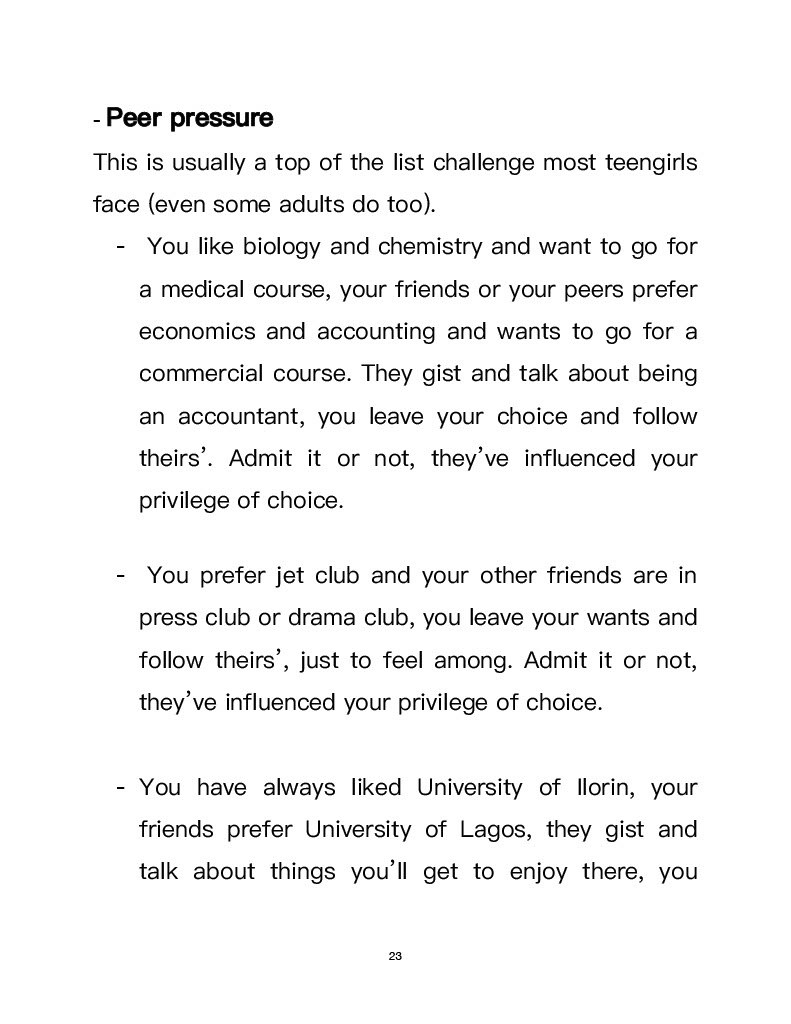 - Peer pressure
This is usually a top of the list challenge most teengirls
face (even some adults do too).
- You like biology and chemistry and want to go for
a medical course, your friends or your peers prefer
economics and accounting and wants to go for a
commercial course. They gist and talk about being
an accountant, you leave your choice and follow
theirs’. Admit it or not, they’ve influenced your
privilege of choice.
- You prefer jet club and your other friends are in
press club or drama club, you leave your wants and
follow theirs’, just to feel among. Admit it or not,
they’ve influenced your privilege of choice.
- You have always liked University of Ilorin, your
friends prefer University of Lagos, they gist and
talk about things you’ll get to enjoy there, you
23